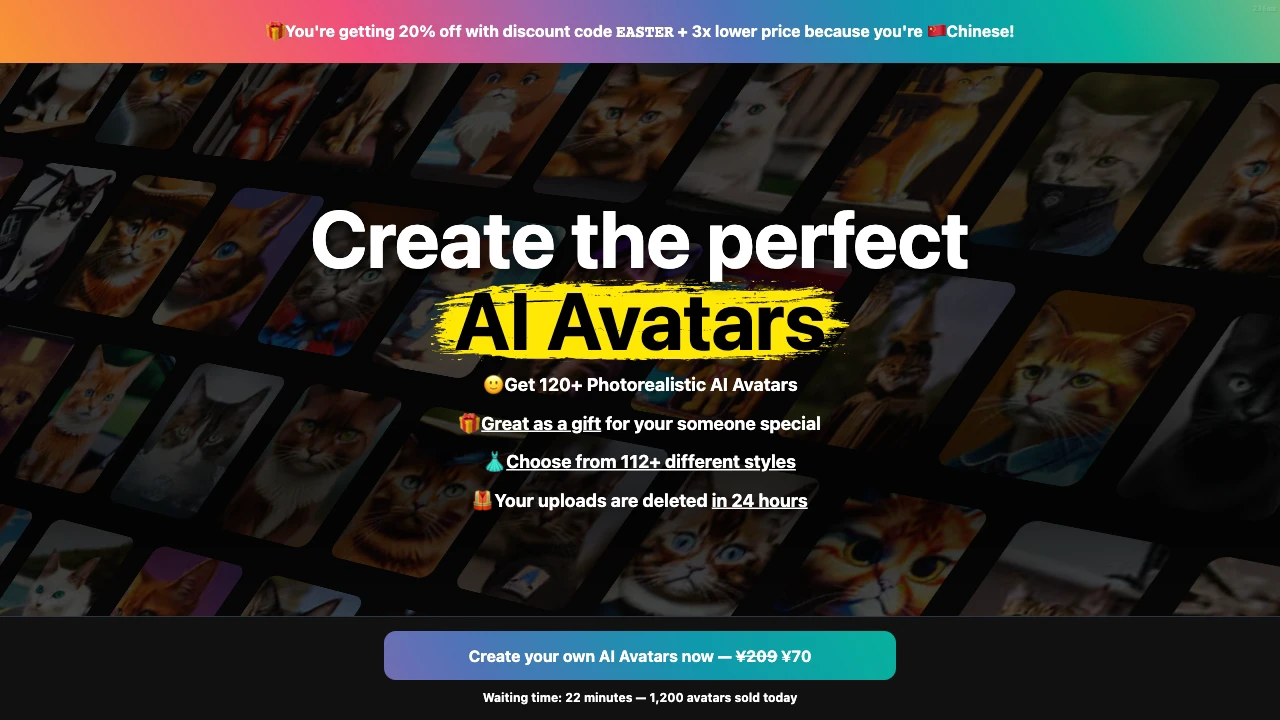 🎁You're getting 20% off with discount code EASTER + 3x lower price because you're 🇨🇳Chinese!
Create the perfect
AI Avatars
🙂Get 120+ Photorealistic AI Avatars
🎁Great as a gift for your someone special
👗Choose from 112+ different styles
🦺Your uploads are deleted in 24 hours
Create your own AI Avatars now — ¥209 ¥70
Waiting time: 22 minutes — 1,200 avatars sold today